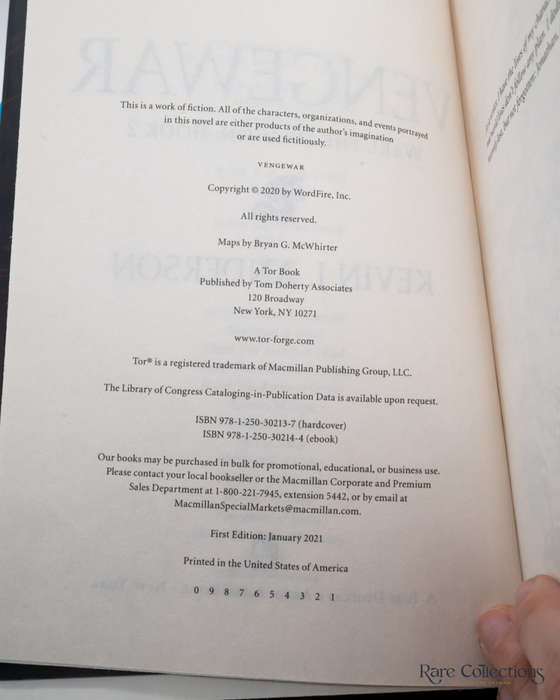 This is a work of fiction. All of the characters, organizations, and events portrayed
in this novel are either products of the author's imagination
or are used fictitiously.
VENGEWAR
Copyright © 2020 by WordFire, Inc.
All rights reserved.
Maps by Bryan G. McWhirter
A Tor Book
Published by Tom Doherty Associates
120 Broadway
New York, NY 10271
www.tor-forge.com
Tor® is a registered trademark of Macmillan Publishing Group, LLC.
The Library of Congress Cataloging-in-Publication Data is available upon request.
ISBN 978-1-250-30213-7 (hardcover)
ISBN 978-1-250-30214-4 (ebook)
Our books may be purchased in bulk for promotional, educational, or business use.
Please contact your local bookseller or the Macmillan Corporate and Premium
Sales Department at 1-800-221-7945, extension 5442, or by email at
MacmillanSpecialMarkets@macmillan.com.
First Edition: January 2021
Printed in the United States of America
0 9 8 7 6 5 4 3 2 1
Rare Collections